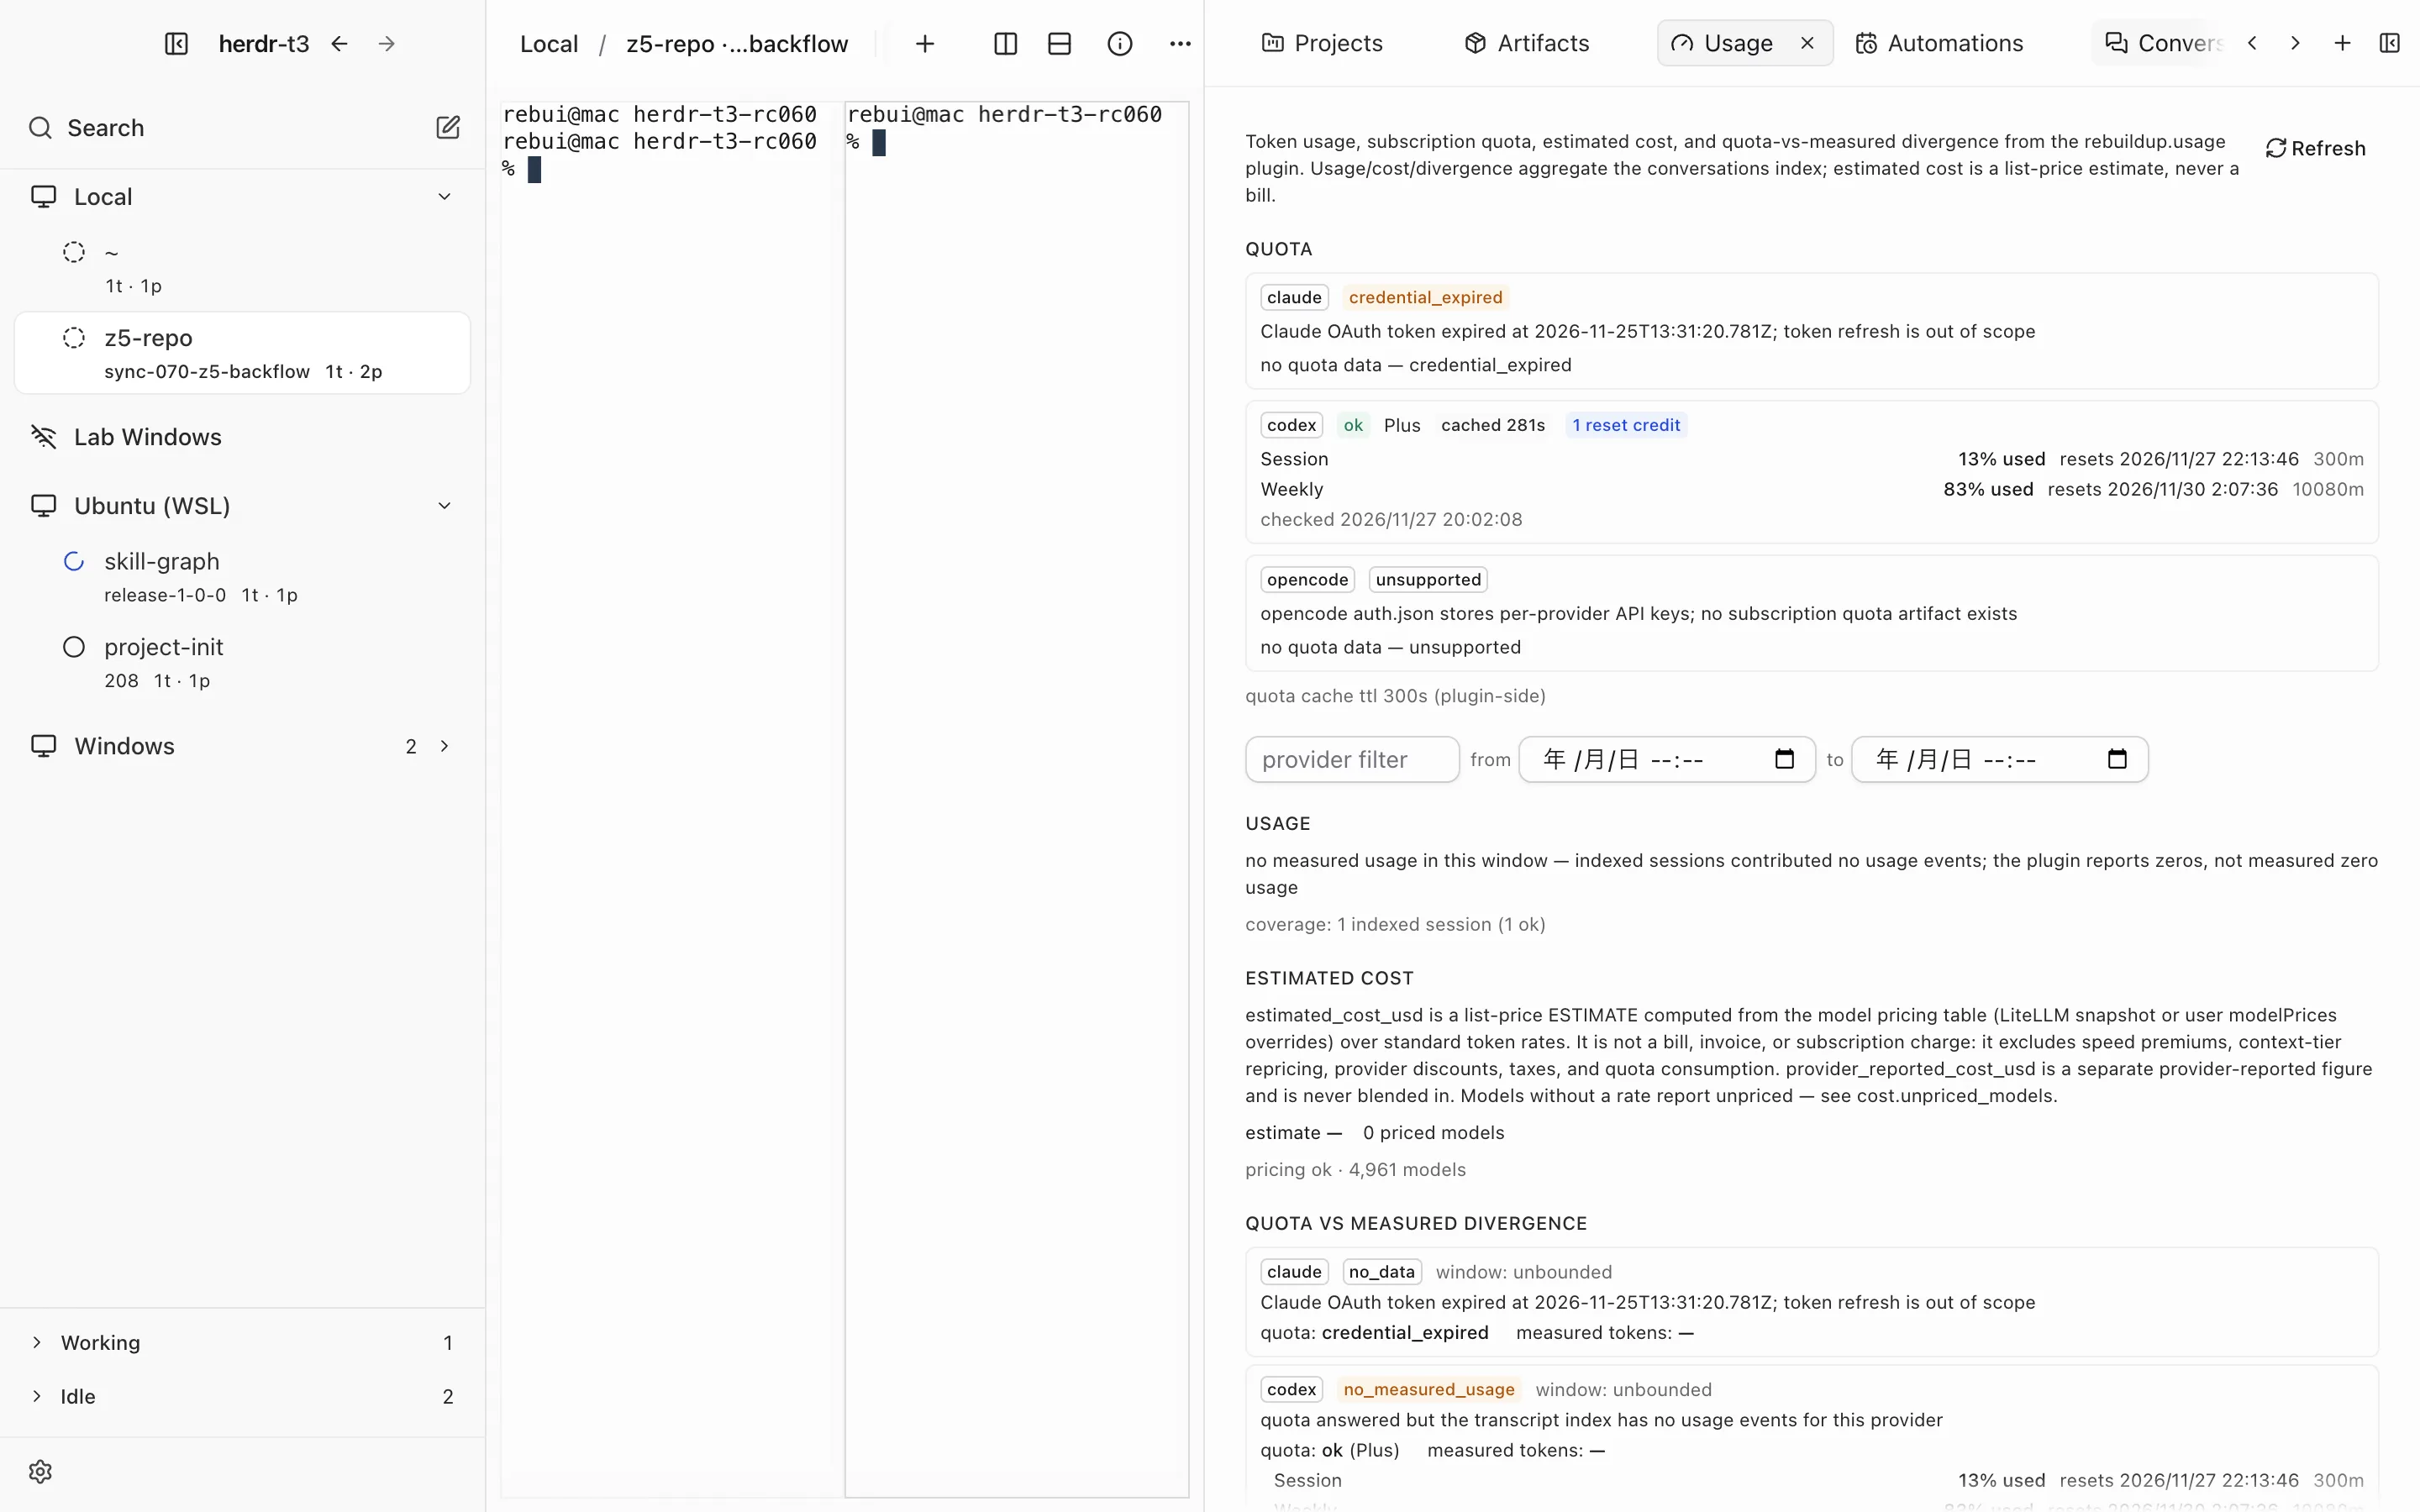 herdr-t3
Search
Local
~
1t · 1p
z5-repo
sync-070-z5-backflow 1t · 2p
Lab Windows
Ubuntu (WSL)
skill-graph
release-1-0-0 1t · 1p
project-init
208 1t · 1p
Windows 2
Working 1
Idle 2
Local / z5-repo ·...backflow
rebui@mac herdr-t3-rc060
rebui@mac herdr-t3-rc060
%
rebui@mac herdr-t3-rc060
%
Projects Artifacts Usage Automations Convers
Token usage, subscription quota, estimated cost, and quota-vs-measured divergence from the rebuildup.usage
plugin. Usage/cost/divergence aggregate the conversations index; estimated cost is a list-price estimate, never a
bill.
Refresh
QUOTA
claude credential_expired
Claude OAuth token expired at 2026-11-25T13:31:20.781Z; token refresh is out of scope
no quota data — credential_expired
codex ok Plus cached 281s 1 reset credit
Session 13% used resets 2026/11/27 22:13:46 300m
Weekly 83% used resets 2026/11/30 2:07:36 10080m
checked 2026/11/27 20:02:08
opencode unsupported
opencode auth.json stores per-provider API keys; no subscription quota artifact exists
no quota data — unsupported
quota cache ttl 300s (plugin-side)
provider filter from 年 /月/日 --:-- to 年 /月/日 --:--
USAGE
no measured usage in this window — indexed sessions contributed no usage events; the plugin reports zeros, not measured zero
usage
coverage: 1 indexed session (1 ok)
ESTIMATED COST
estimated_cost_usd is a list-price ESTIMATE computed from the model pricing table (LiteLLM snapshot or user modelPrices
overrides) over standard token rates. It is not a bill, invoice, or subscription charge: it excludes speed premiums, context-tier
repricing, provider discounts, taxes, and quota consumption. provider_reported_cost_usd is a separate provider-reported figure
and is never blended in. Models without a rate report unpriced — see cost.unpriced_models.
estimate — 0 priced models
pricing ok · 4,961 models
QUOTA VS MEASURED DIVERGENCE
claude no_data window: unbounded
Claude OAuth token expired at 2026-11-25T13:31:20.781Z; token refresh is out of scope
quota: credential_expired measured tokens: —
codex no_measured_usage window: unbounded
quota answered but the transcript index has no usage events for this provider
quota: ok (Plus) measured tokens: —
Session 13% used resets 2026/11/27 22:13:46 300m